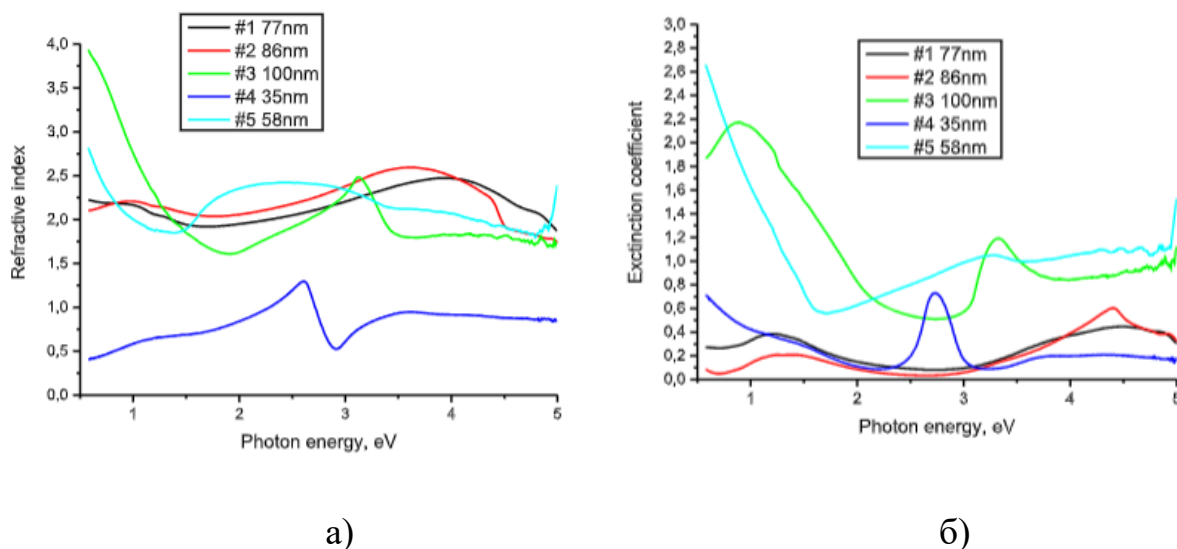 #1 77nm
#2 86nm
#3 100nm
#4 35nm
#5 58nm
4,0
3,5
3,0
2,5
2,0
1,5
1,0
0,5
0,0
Refractive index
1 2 3 4 5
Photon energy, eV
а)
#1 77nm
#2 86nm
#3 100nm
#4 35nm
#5 58nm
3,0
2,8
2,6
2,4
2,2
2,0
1,8
1,6
1,4
1,2
1,0
0,8
0,6
0,4
0,2
0,0
Exctinction coefficient
1 2 3 4 5
Photon energy, eV
б)